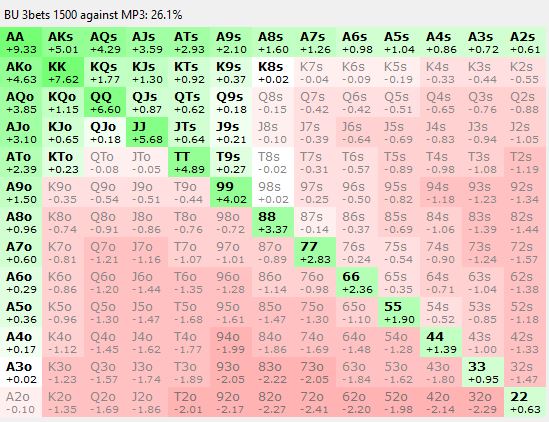 BU 3bets 1500 against MP3: 26.1%
AA AKs AQs AJs ATs A9s A8s A7s A6s A5s A4s A3s A2s
+9.33 +5.01 +4.29 +3.59 +2.93 +2.10 +1.60 +1.26 +0.98 +1.04 +0.86 +0.72 +0.61
AKo KK KQs KJs KTs K9s K8s K7s K6s K5s K4s K3s K2s
+4.63 +7.62 +1.77 +1.30 +0.92 +0.37 +0.02 -0.04 -0.09 -0.19 -0.33 -0.44 -0.55
AQo KQo QQ QJs QTs Q9s Q8s Q7s Q6s Q5s Q4s Q3s Q2s
+3.85 +1.15 +6.60 +0.87 +0.62 +0.18 -0.15 -0.42 -0.42 -0.51 -0.65 -0.76 -0.88
AJo KJo QJo JJ JTs J9s J8s J7s J6s J5s J4s J3s J2s
+3.10 +0.65 +0.18 +5.68 +0.64 +0.21 -0.10 -0.39 -0.64 -0.69 -0.83 -0.94 -1.05
ATo KTo QTo JTo TT T9s T8s T7s T6s T5s T4s T3s T2s
+2.39 +0.23 -0.08 -0.05 +4.89 +0.27 -0.02 -0.31 -0.57 -0.89 -0.98 -1.08 -1.19
A9o K9o Q9o J9o T9o 99 98s 97s 96s 95s 94s 93s 92s
+1.50 -0.35 -0.54 -0.51 -0.44 +4.02 +0.02 -0.25 -0.50 -0.82 -1.18 -1.23 -1.34
A8o K8o Q8o J8o T8o 98o 88 87s 86s 85s 84s 83s 82s
+0.96 -0.74 -0.91 -0.86 -0.76 -0.72 +3.37 -0.14 -0.37 -0.69 -1.06 -1.39 -1.44
A7o K7o Q7o J7o T7o 97o 87o 77 76s 75s 74s 73s 72s
+0.60 -0.81 -1.21 -1.16 -1.07 -1.01 -0.89 +2.83 -0.24 -0.54 -0.90 -1.24 -1.57
A6o K6o Q6o J6o T6o 96o 86o 76o 66 65s 64s 63s 62s
+0.29 -0.86 -1.20 -1.44 -1.35 -1.28 -1.14 -0.98 +2.36 -0.35 -0.71 -1.04 -1.38
A5o K5o Q5o J5o T5o 95o 85o 75o 65o 55 54s 53s 52s
+0.36 -0.96 -1.30 -1.47 -1.68 -1.61 -1.47 -1.30 -1.10 +1.90 -0.52 -0.85 -1.18
A4o K4o Q4o J4o T4o 94o 84o 74o 64o 54o 44 43s 42s
+0.17 -1.12 -1.45 -1.62 -1.77 -1.99 -1.86 -1.69 -1.48 -1.28 +1.39 -1.00 -1.33
A3o K3o Q3o J3o T3o 93o 83o 73o 63o 53o 43o 33 32s
+0.02 -1.23 -1.57 -1.74 -1.89 -2.05 -2.22 -2.05 -1.84 -1.62 -1.80 +0.95 -1.47
A2o K2o Q2o J2o T2o 92o 82o 72o 62o 52o 42o 32o 22
-0.10 -1.35 -1.69 -1.86 -2.01 -2.17 -2.27 -2.41 -2.20 -1.98 -2.14 -2.29 +0.63